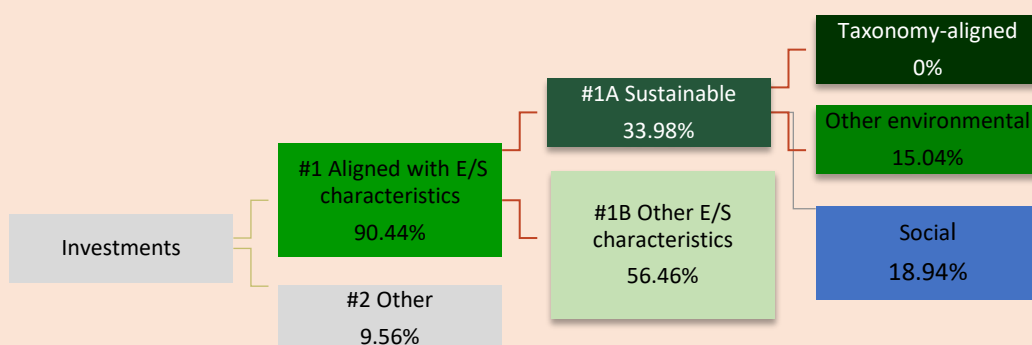 Investments
#1 Aligned with E/S
characteristics
90.44%
#2 Other
9.56%
#1A Sustainable
33.98%
#1B Other E/S
characteristics
56.46%
Taxonomy-aligned
0%
Other environmental
15.04%
Social
18.94%